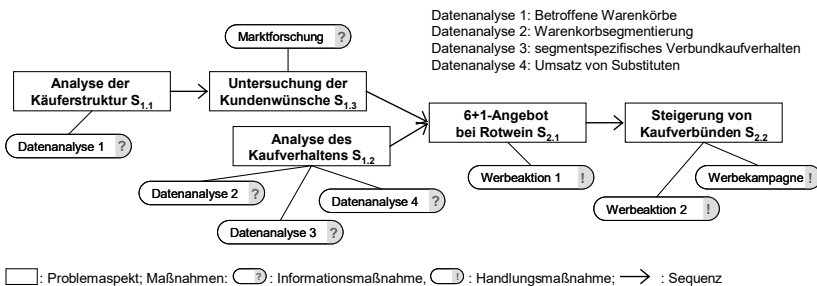 Marktforschung ?
Datenanalyse 1: Betroffene Warenkörbe
Datenanalyse 2: Warenkorbsegmentierung
Datenanalyse 3: segmentspezifisches Verbundkaufverhalten
Datenanalyse 4: Umsatz von Substituten
Analyse der
Käuferstruktur S1.1
Untersuchung der
Kundenwünsche S1.3
6+1-Angebot
bei Rotwein S2.1
Steigerung von
Kaufverbünden S2.2
Datenanalyse 1 ?
Analyse des
Kaufverhaltens S1.2
Werbeaktion 1 !
Werbekampagne !
Datenanalyse 2 ?
Datenanalyse 4 ?
Werbeaktion 2 !
Datenanalyse 3 ?
: Problemaspekt; Maßnahmen: ? : Informationsmaßnahme, ! : Handlungsmaßnahme; : Sequenz